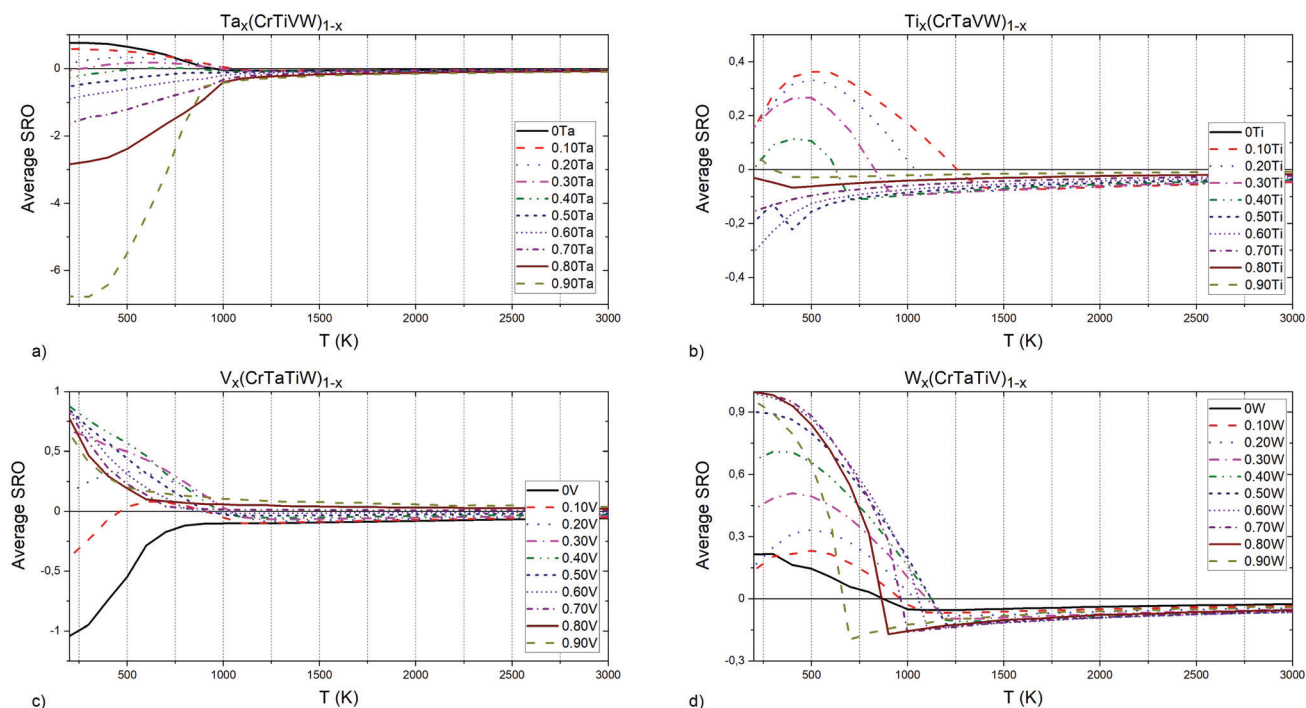 Taₓ(CrTiVW)₁₋ₓ
Average SRO
0
-2
-4
-6
500
1000
1500
2000
2500
3000
T (K)
0Ta
0.10Ta
0.20Ta
0.30Ta
0.40Ta
0.50Ta
0.60Ta
0.70Ta
0.80Ta
0.90Ta
a)
Tiₓ(CrTaVW)₁₋ₓ
Average SRO
0,4
0,2
0
-0,2
-0,4
500
1000
1500
2000
2500
3000
T (K)
0Ti
0.10Ti
0.20Ti
0.30Ti
0.40Ti
0.50Ti
0.60Ti
0.70Ti
0.80Ti
0.90Ti
b)
Vₓ(CrTaTiW)₁₋ₓ
Average SRO
1
0,5
0
-0,5
-1
500
1000
1500
2000
2500
3000
T (K)
0V
0.10V
0.20V
0.30V
0.40V
0.50V
0.60V
0.70V
0.80V
0.90V
c)
Wₓ(CrTaTiV)₁₋ₓ
Average SRO
0,9
0,6
0,3
0
-0,3
500
1000
1500
2000
2500
3000
T (K)
0W
0.10W
0.20W
0.30W
0.40W
0.50W
0.60W
0.70W
0.80W
0.90W
d)